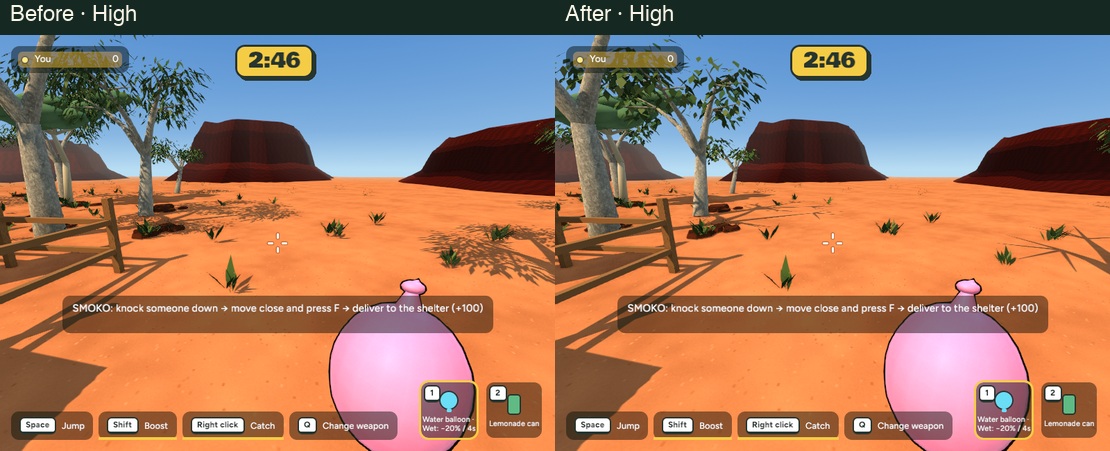 Before · High
You 0
2:46
SMOKO: knock someone down → move close and press F → deliver to the shelter (+100)
1
Water balloon ·
Wet: −20% / 4s
2
Lemonade can
Space Jump
Shift Boost
Right click Catch
Q Change weapon
After · High
You 0
2:46
SMOKO: knock someone down → move close and press F → deliver to the shelter (+100)
1
Water balloon ·
Wet: −20% / 4s
2
Lemonade can
Space Jump
Shift Boost
Right click Catch
Q Change weapon